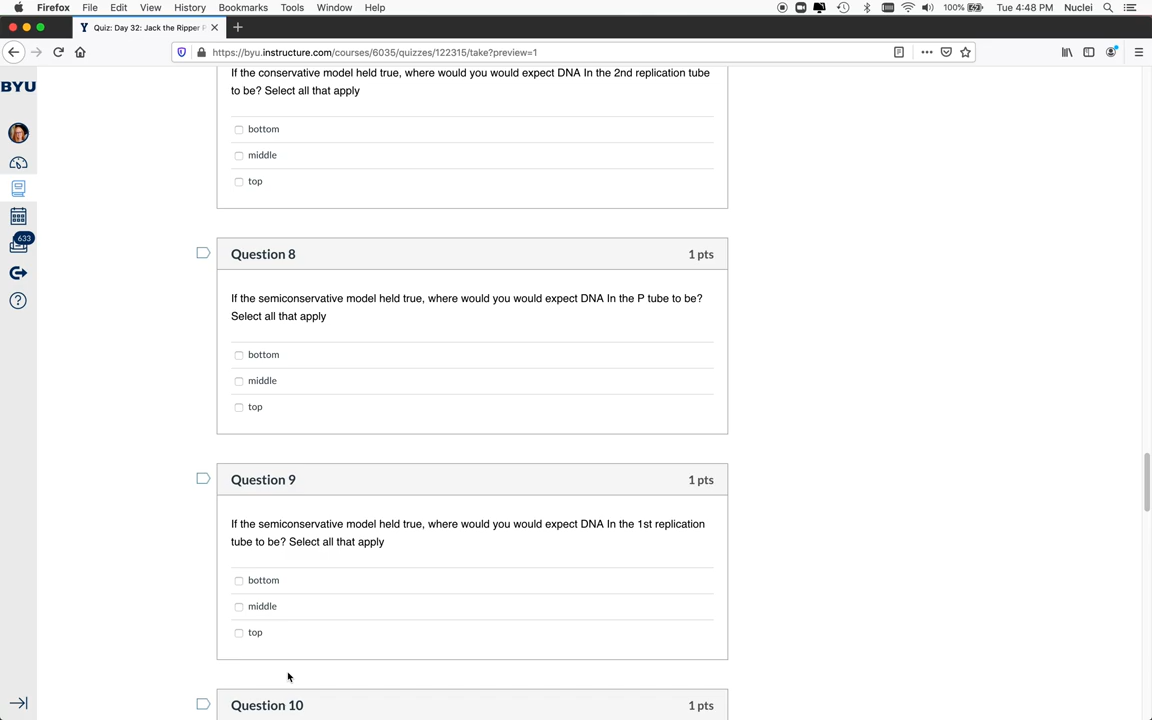 Firefox File Edit View History Bookmarks Tools Window Help 100% Tue 4:48 PM Nuclei
Quiz: Day 32: Jack the Ripper P
https://byu.instructure.com/courses/6035/quizzes/122315/take?preview=1
BYU
633
If the conservative model held true, where would you would expect DNA In the 2nd replication tube
to be? Select all that apply
bottom
middle
top
Question 8 1 pts
If the semiconservative model held true, where would you would expect DNA In the P tube to be?
Select all that apply
bottom
middle
top
Question 9 1 pts
If the semiconservative model held true, where would you would expect DNA In the 1st replication
tube to be? Select all that apply
bottom
middle
top
Question 10 1 pts